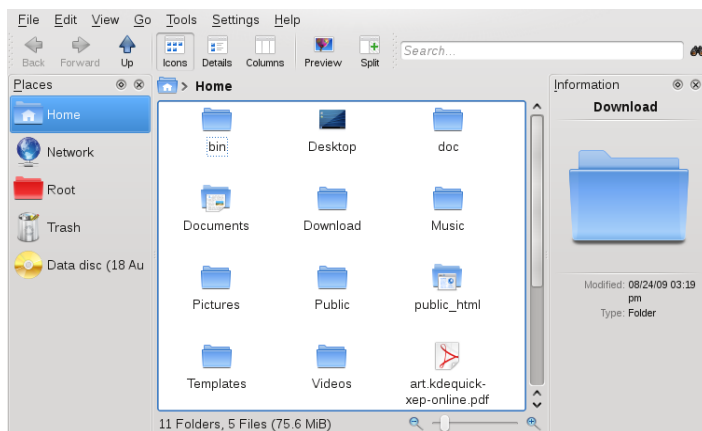 File Edit View Go Tools Settings Help
Back Forward Up Icons Details Columns Preview Split Search...
Places
Home
Network
Root
Trash
Data disc (18 Au
> Home
bin Desktop doc
Documents Download Music
Pictures Public public_html
Templates Videos art.kdequick-
xep-online.pdf
11 Folders, 5 Files (75.6 MiB)
Information
Download
Modified: 08/24/09 03:19
pm
Type: Folder